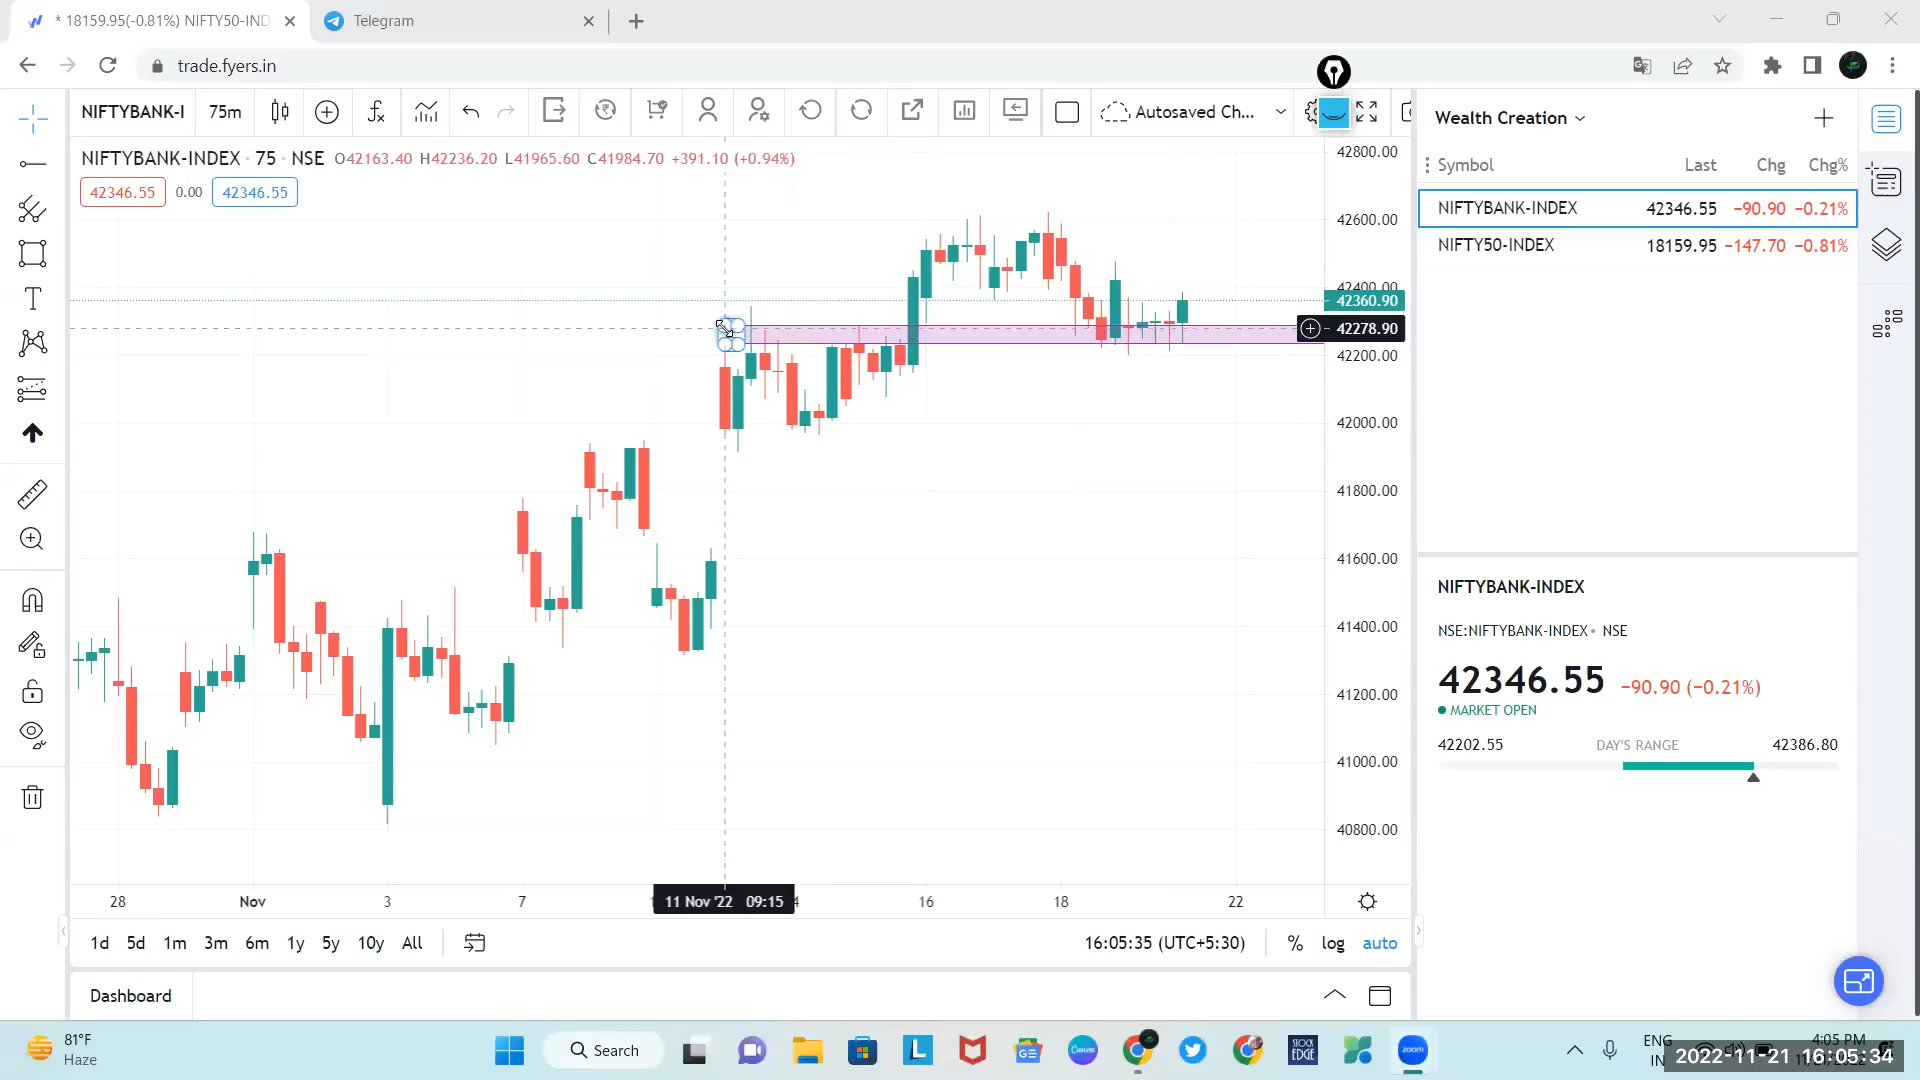 * 18159.95(-0.81%) NIFTY50-IND
Telegram
trade.fyers.in
NIFTYBANK-I 75m Autosaved Ch...
NIFTYBANK-INDEX · 75 · NSE O42163.40 H42236.20 L41965.60 C41984.70 +391.10 (+0.94%)
42346.55 0.00 42346.55
42800.00
42600.00
42400.00
42360.90
42278.90
42200.00
42000.00
41800.00
41600.00
41400.00
41200.00
41000.00
40800.00
28 Nov 3 7 11 Nov '22 09:15 4 16 18 22
1d 5d 1m 3m 6m 1y 5y 10y All
16:05:35 (UTC+5:30) % log auto
Dashboard
Wealth Creation
Symbol Last Chg Chg%
NIFTYBANK-INDEX 42346.55 −90.90 −0.21%
NIFTY50-INDEX 18159.95 −147.70 −0.81%
NIFTYBANK-INDEX
NSE:NIFTYBANK-INDEX • NSE
42346.55 −90.90 (−0.21%)
MARKET OPEN
42202.55 DAY'S RANGE 42386.80
81°F
Haze
Search
L
GE
Canva
STOCK
EDGE
zoom
ENG
IN
4:05 PM
2022-11-21 16:05:34